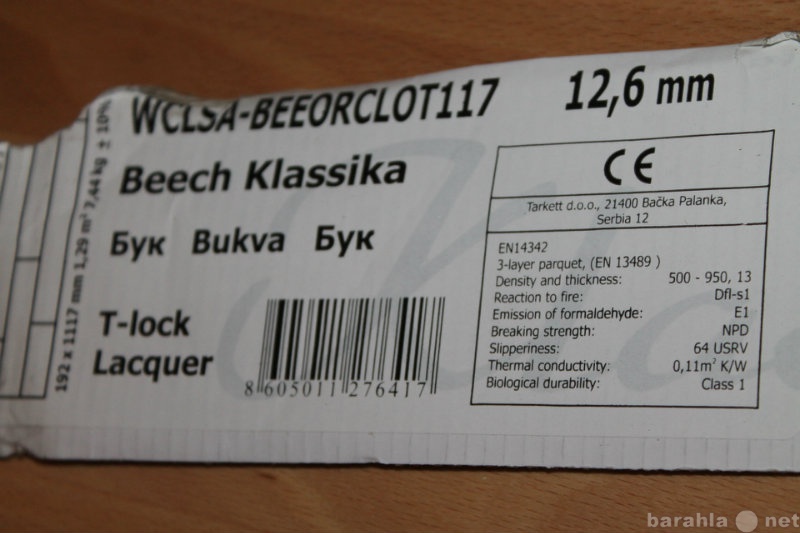 WCLSA-BEEORCLOT117 12,6 mm
Beech Klassika
Бук Bukva Бук
T-lock
Lacquer
8 605011 276417
192 x 1117 mm 1,29 m² 7,44 kg ± 10%
CE
Tarkett d.o.o., 21400 Bačka Palanka,
Serbia 12
EN14342
3-layer parquet, (EN 13489 )
Density and thickness: 500 - 950, 13
Reaction to fire: Dfl-s1
Emission of formaldehyde: E1
Breaking strength: NPD
Slipperiness: 64 USRV
Thermal conductivity: 0,11m² K/W
Biological durability: Class 1
barahla net